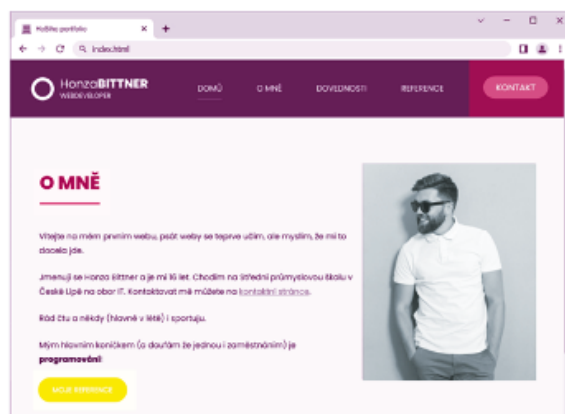 Honzíkovo portfolio
index.html
HonzaBITTNER
WEBDEVELOPER
DOMŮ
O MNĚ
DOVEDNOSTI
REFERENCE
KONTAKT
O MNĚ
Vítejte na mém prvním webu, psát weby se teprve učím, ale myslím, že mi to
docela jde.
Jmenuji se Honza Bittner a je mi 16 let. Chodím na Střední průmyslovou školu v
České Lípě na obor IT. Kontaktovat mě můžete na kontaktní stránce.
Rád čtu a někdy (hlavně v létě) i sportuju.
Mým hlavním koníčkem (a doufám že jednou i zaměstnáním) je
programování!
MOJE REFERENCE